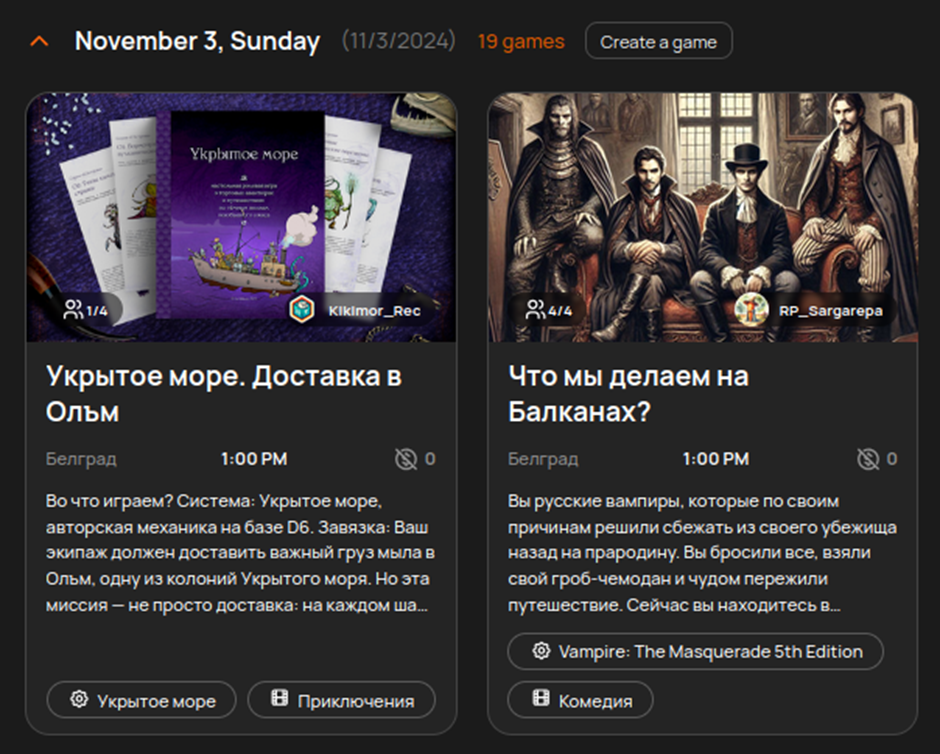 November 3, Sunday (11/3/2024) 19 games Create a game
Укрытое море
1/4
Kikimor_Rec
Укрытое море. Доставка в
Олъм
Белград 1:00 PM 0
Во что играем? Система: Укрытое море,
авторская механика на базе D6. Завязка: Ваш
экипаж должен доставить важный груз мыла в
Олъм, одну из колоний Укрытого моря. Но эта
миссия — не просто доставка: на каждом ша...
Укрытое море Приключения
4/4
RP_Sargarepa
Что мы делаем на
Балканах?
Белград 1:00 PM 0
Вы русские вампиры, которые по своим
причинам решили сбежать из своего убежища
назад на прародину. Вы бросили все, взяли
свой гроб-чемодан и чудом пережили
путешествие. Сейчас вы находитесь в...
Vampire: The Masquerade 5th Edition
Комедия